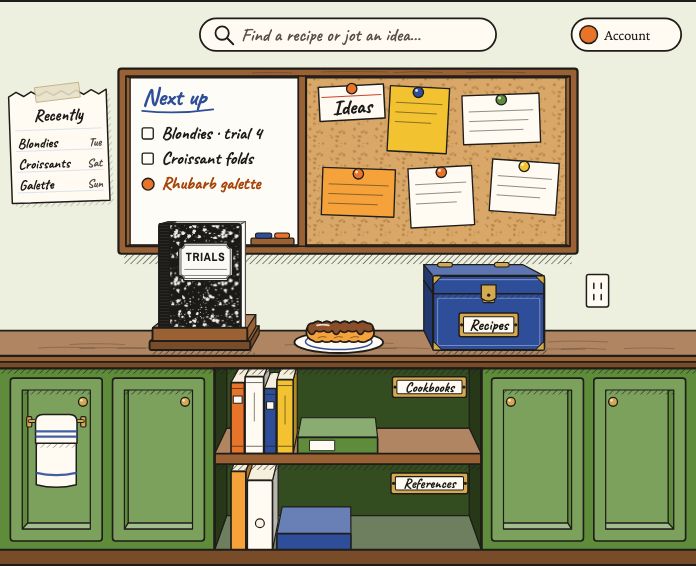 Find a recipe or jot an idea...
Account
Recently
Blondies Tue
Croissants Sat
Galette Sun
Next up
Blondies · trial 4
Croissant folds
Rhubarb galette
Ideas
TRIALS
Recipes
Cookbooks
References